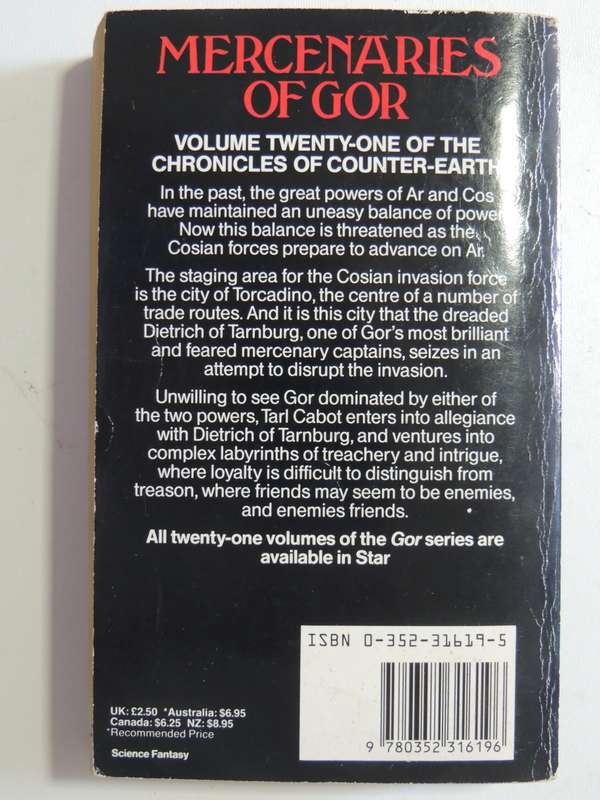 MERCENARIES
OF GOR
VOLUME TWENTY-ONE OF THE
CHRONICLES OF COUNTER-EARTH
In the past, the great powers of Ar and Cos
have maintained an uneasy balance of power.
Now this balance is threatened as the
Cosian forces prepare to advance on Ar.
The staging area for the Cosian invasion force
is the city of Torcadino, the centre of a number of
trade routes. And it is this city that the dreaded
Dietrich of Tarnburg, one of Gor's most brilliant
and feared mercenary captains, seizes in an
attempt to disrupt the invasion.
Unwilling to see Gor dominated by either of
the two powers, Tarl Cabot enters into allegiance
with Dietrich of Tarnburg, and ventures into
complex labyrinths of treachery and intrigue,
where loyalty is difficult to distinguish from
treason, where friends may seem to be enemies,
and enemies friends.
All twenty-one volumes of the Gor series are
available in Star
ISBN 0-352-31619-5
UK: £2.50 *Australia: $6.95
Canada: $6.25 NZ: $8.95
*Recommended Price
Science Fantasy
9 780352 316196